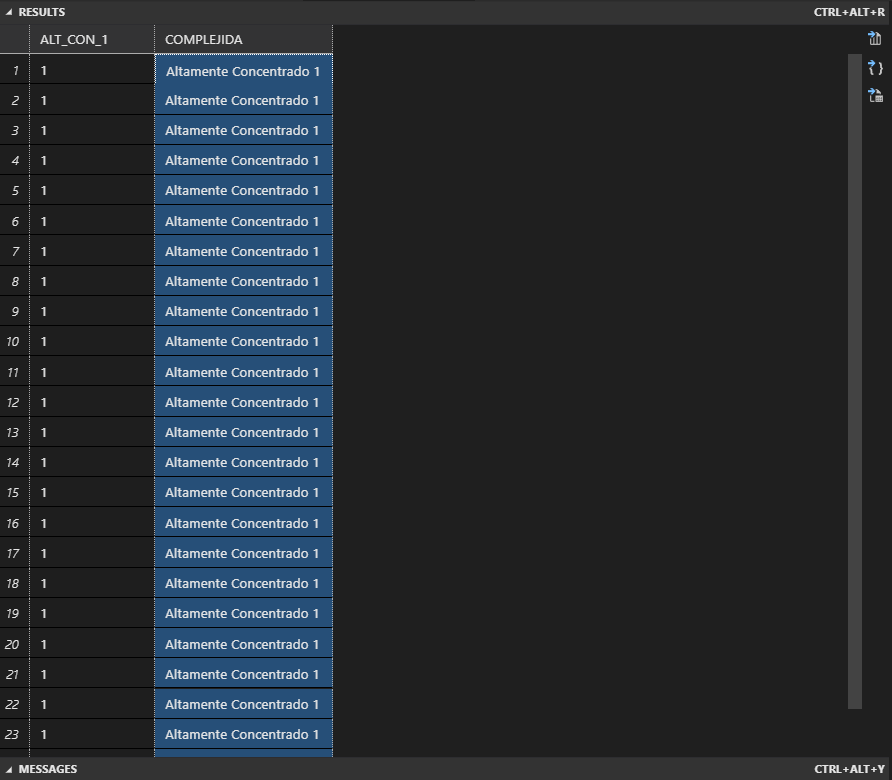 RESULTS CTRL+ALT+R
ALT_CON_1 COMPLEJIDA
1 1 Altamente Concentrado 1
2 1 Altamente Concentrado 1
3 1 Altamente Concentrado 1
4 1 Altamente Concentrado 1
5 1 Altamente Concentrado 1
6 1 Altamente Concentrado 1
7 1 Altamente Concentrado 1
8 1 Altamente Concentrado 1
9 1 Altamente Concentrado 1
10 1 Altamente Concentrado 1
11 1 Altamente Concentrado 1
12 1 Altamente Concentrado 1
13 1 Altamente Concentrado 1
14 1 Altamente Concentrado 1
15 1 Altamente Concentrado 1
16 1 Altamente Concentrado 1
17 1 Altamente Concentrado 1
18 1 Altamente Concentrado 1
19 1 Altamente Concentrado 1
20 1 Altamente Concentrado 1
21 1 Altamente Concentrado 1
22 1 Altamente Concentrado 1
23 1 Altamente Concentrado 1
MESSAGES CTRL+ALT+Y